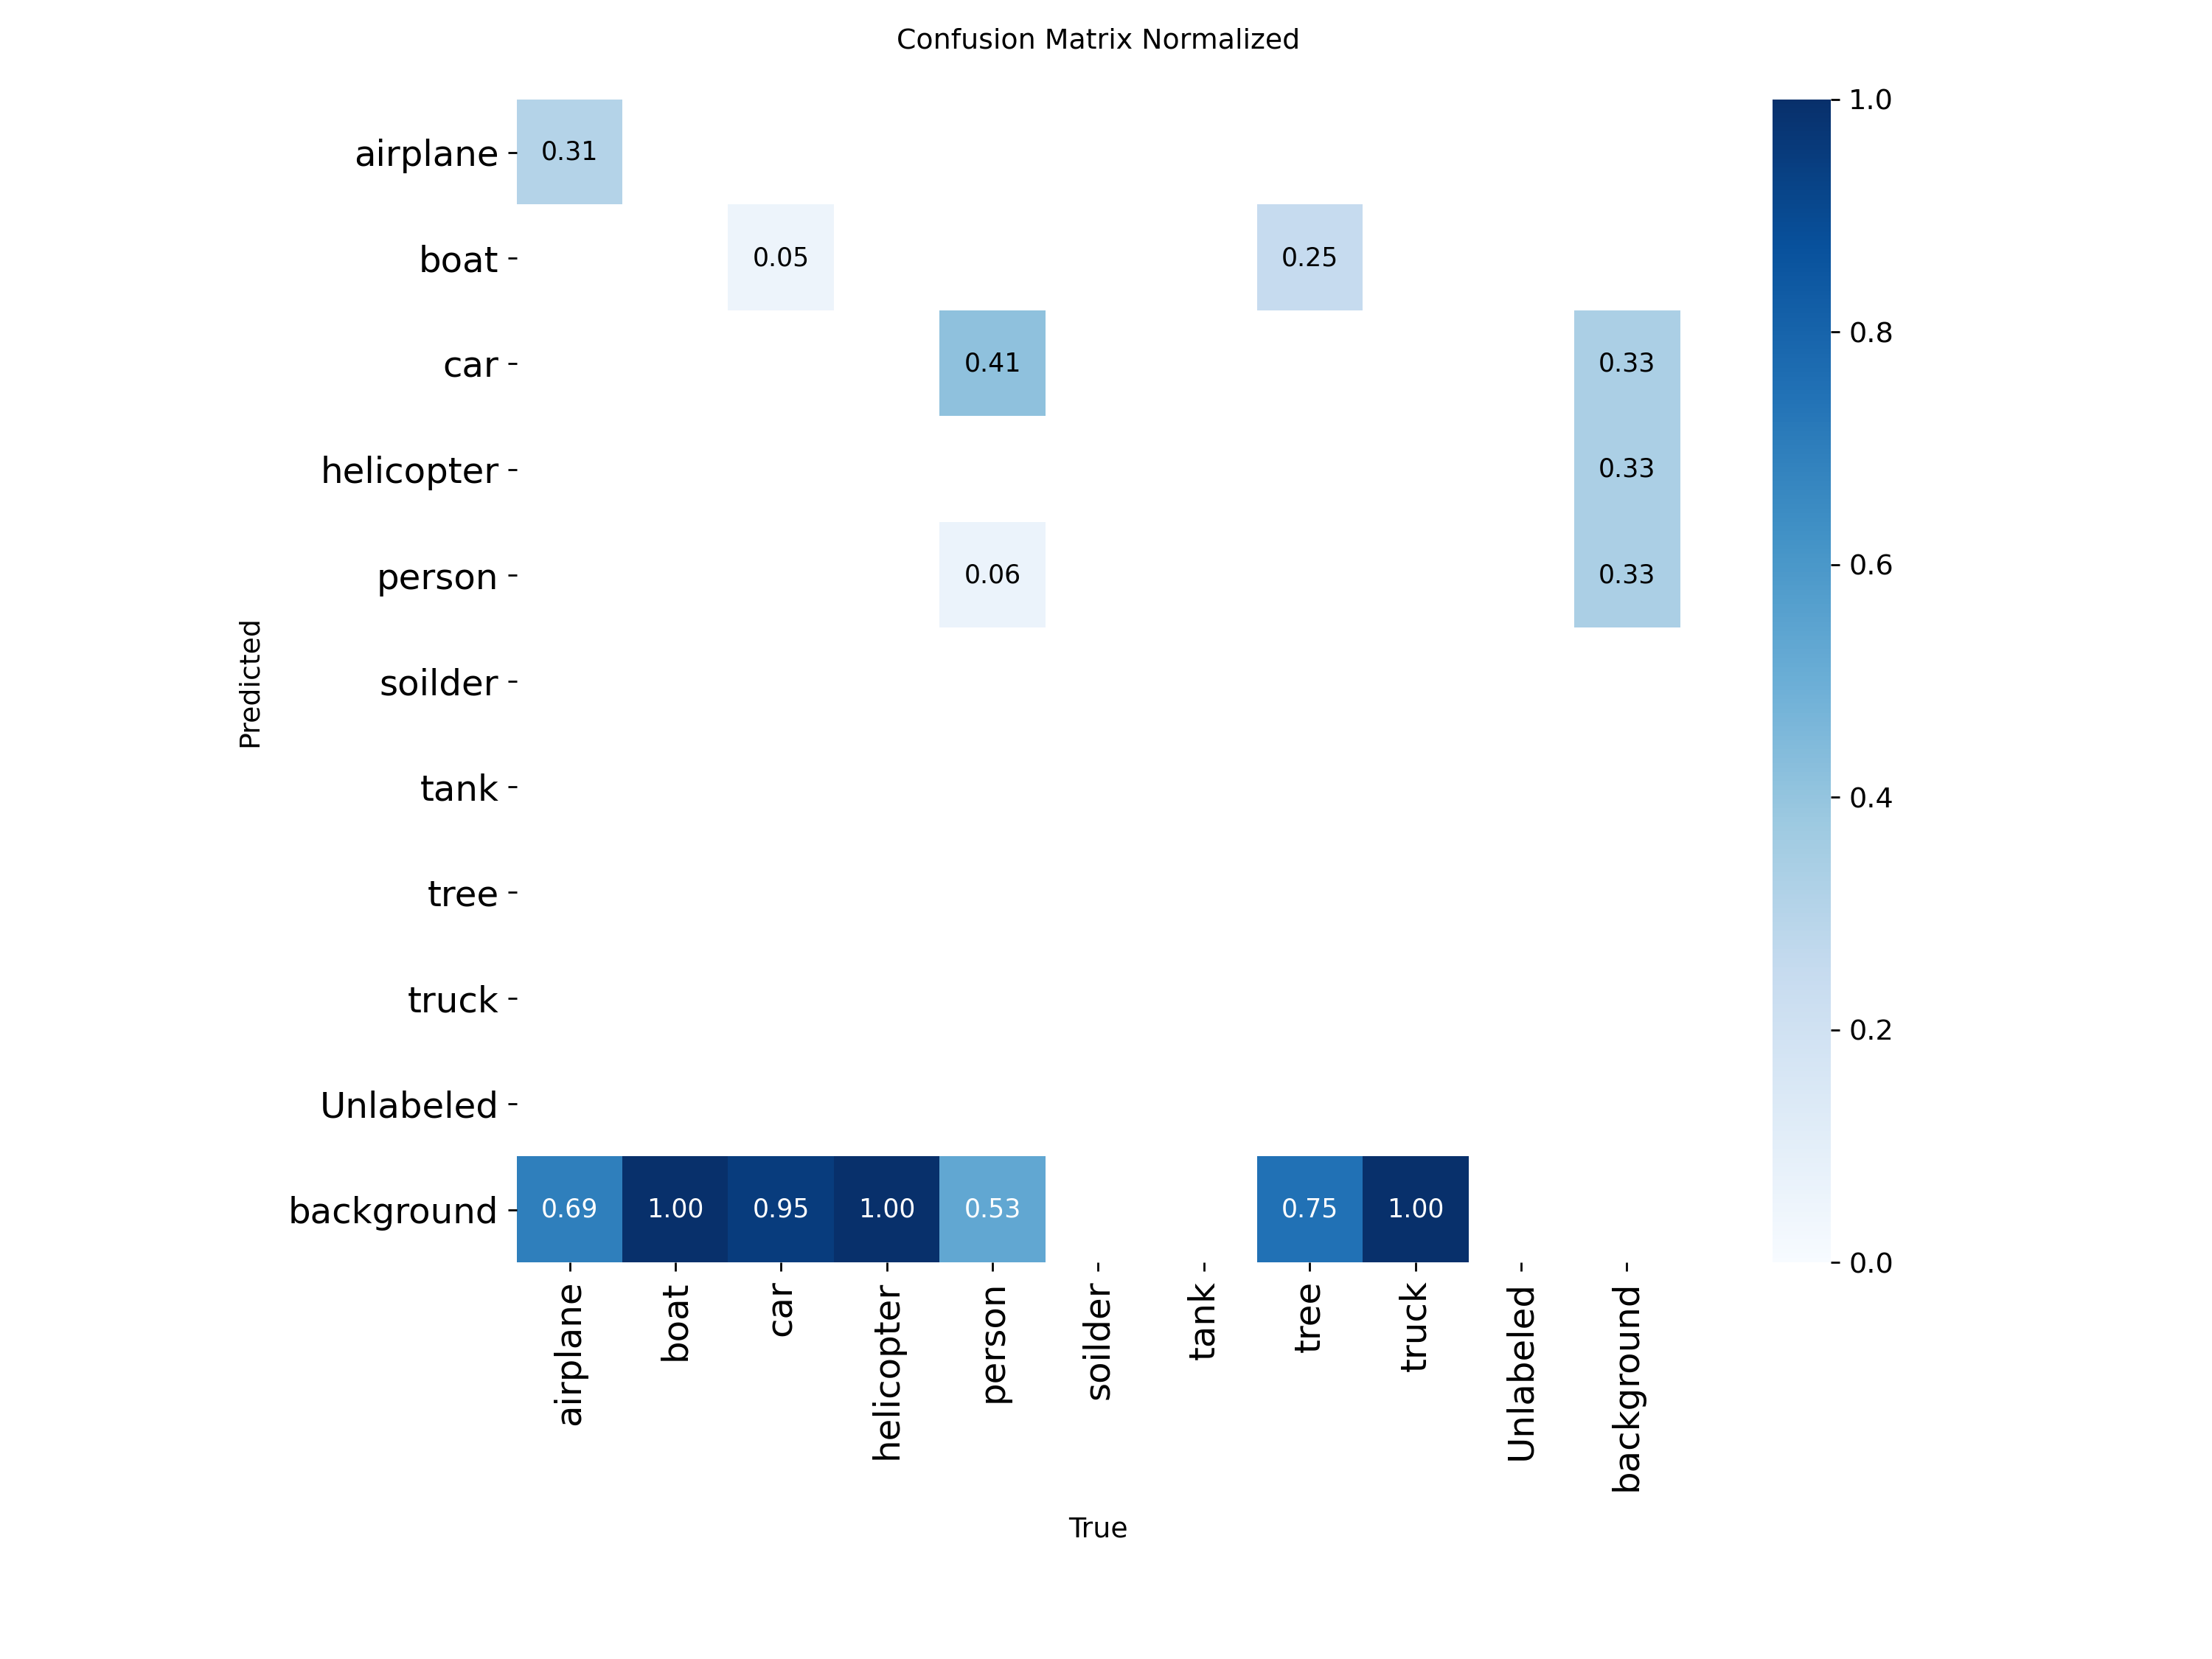 Confusion Matrix Normalized
1.0
airplane 0.31
boat 0.05 0.25
0.8
car 0.41 0.33
helicopter 0.33
0.6
person 0.06 0.33
soilder
Predicted
tank
0.4
tree
truck
0.2
Unlabeled
background 0.69 1.00 0.95 1.00 0.53 0.75 1.00
0.0
airplane boat car helicopter person soilder tank tree truck Unlabeled background
True